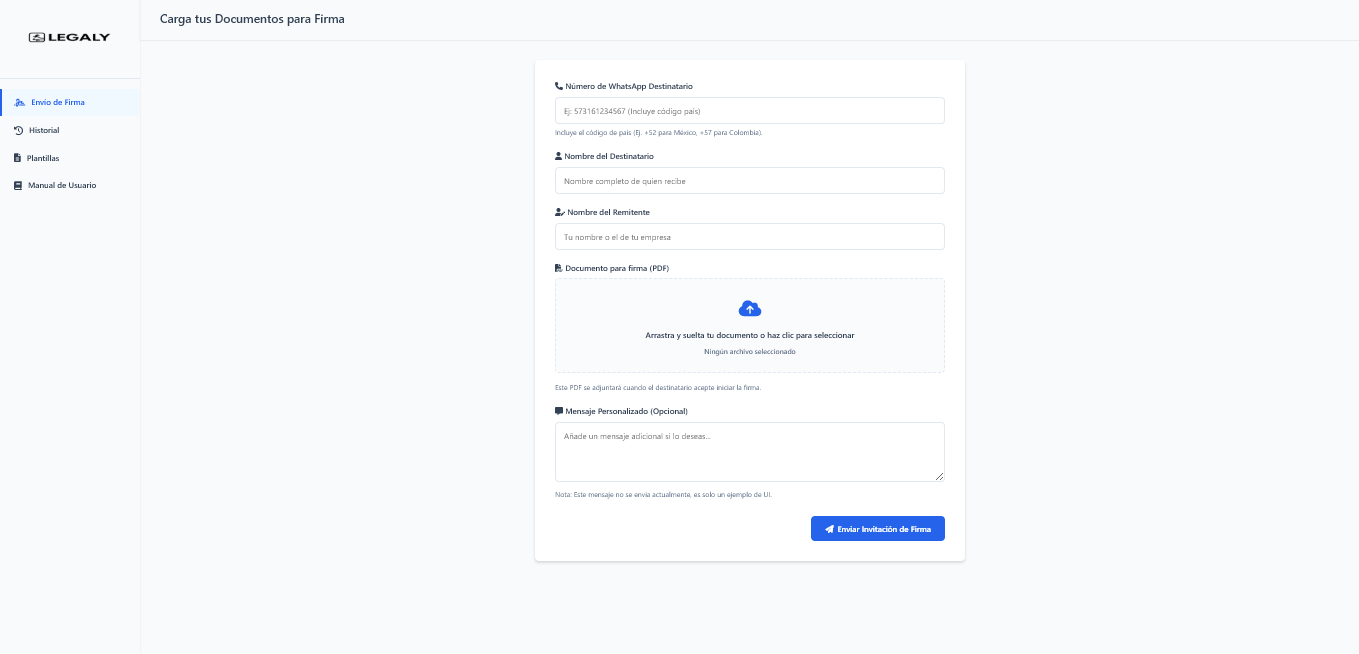 Carga tus Documentos para Firma
LEGALY
Envío de Firma
Historial
Plantillas
Manual de Usuario
Número de WhatsApp Destinatario
Ej: 573161234567 (Incluye código país)
Incluye el código de país (Ej. +52 para México, +57 para Colombia).
Nombre del Destinatario
Nombre completo de quien recibe
Nombre del Remitente
Tu nombre o el de tu empresa
Documento para firma (PDF)
Arrastra y suelta tu documento o haz clic para seleccionar
Ningún archivo seleccionado
Este PDF se adjuntará cuando el destinatario acepte iniciar la firma.
Mensaje Personalizado (Opcional)
Añade un mensaje adicional si lo deseas...
Nota: Este mensaje no se envía actualmente, es solo un ejemplo de UI.
Enviar Invitación de Firma